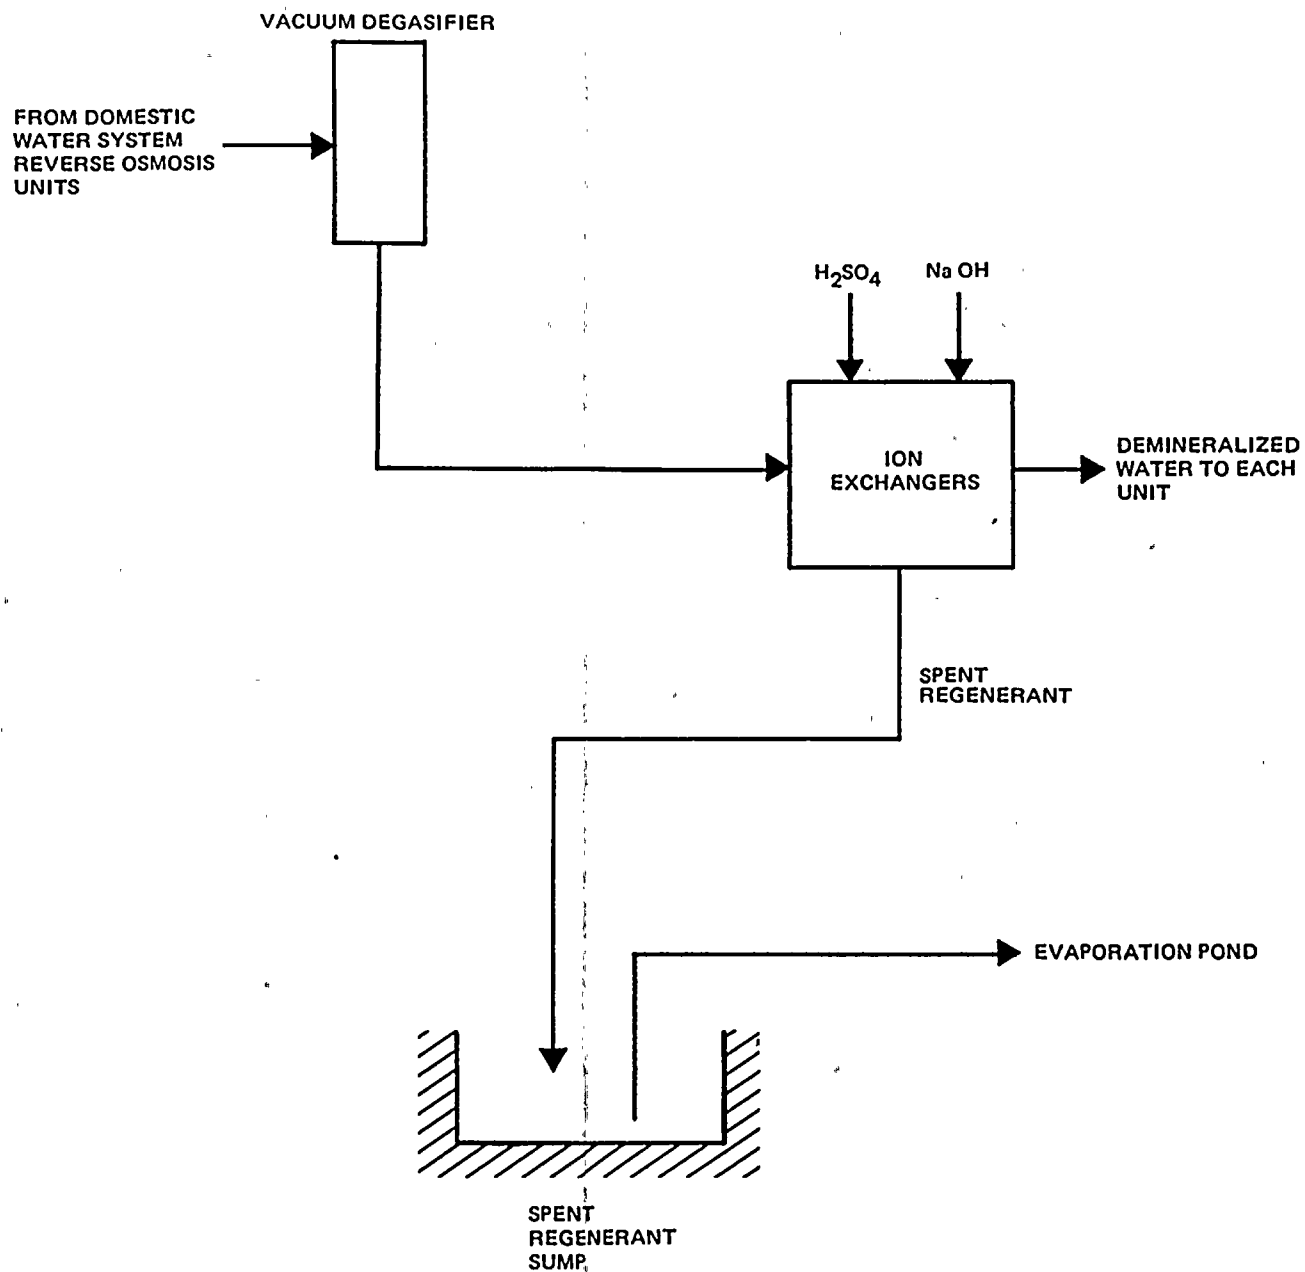 VACUUM DEGASIFIER
FROM DOMESTIC
WATER SYSTEM
REVERSE OSMOSIS
UNITS
H₂SO₄
Na OH
ION
EXCHANGERS
DEMINERALIZED
WATER TO EACH
UNIT
SPENT
REGENERANT
EVAPORATION POND
SPENT
REGENERANT
SUMP